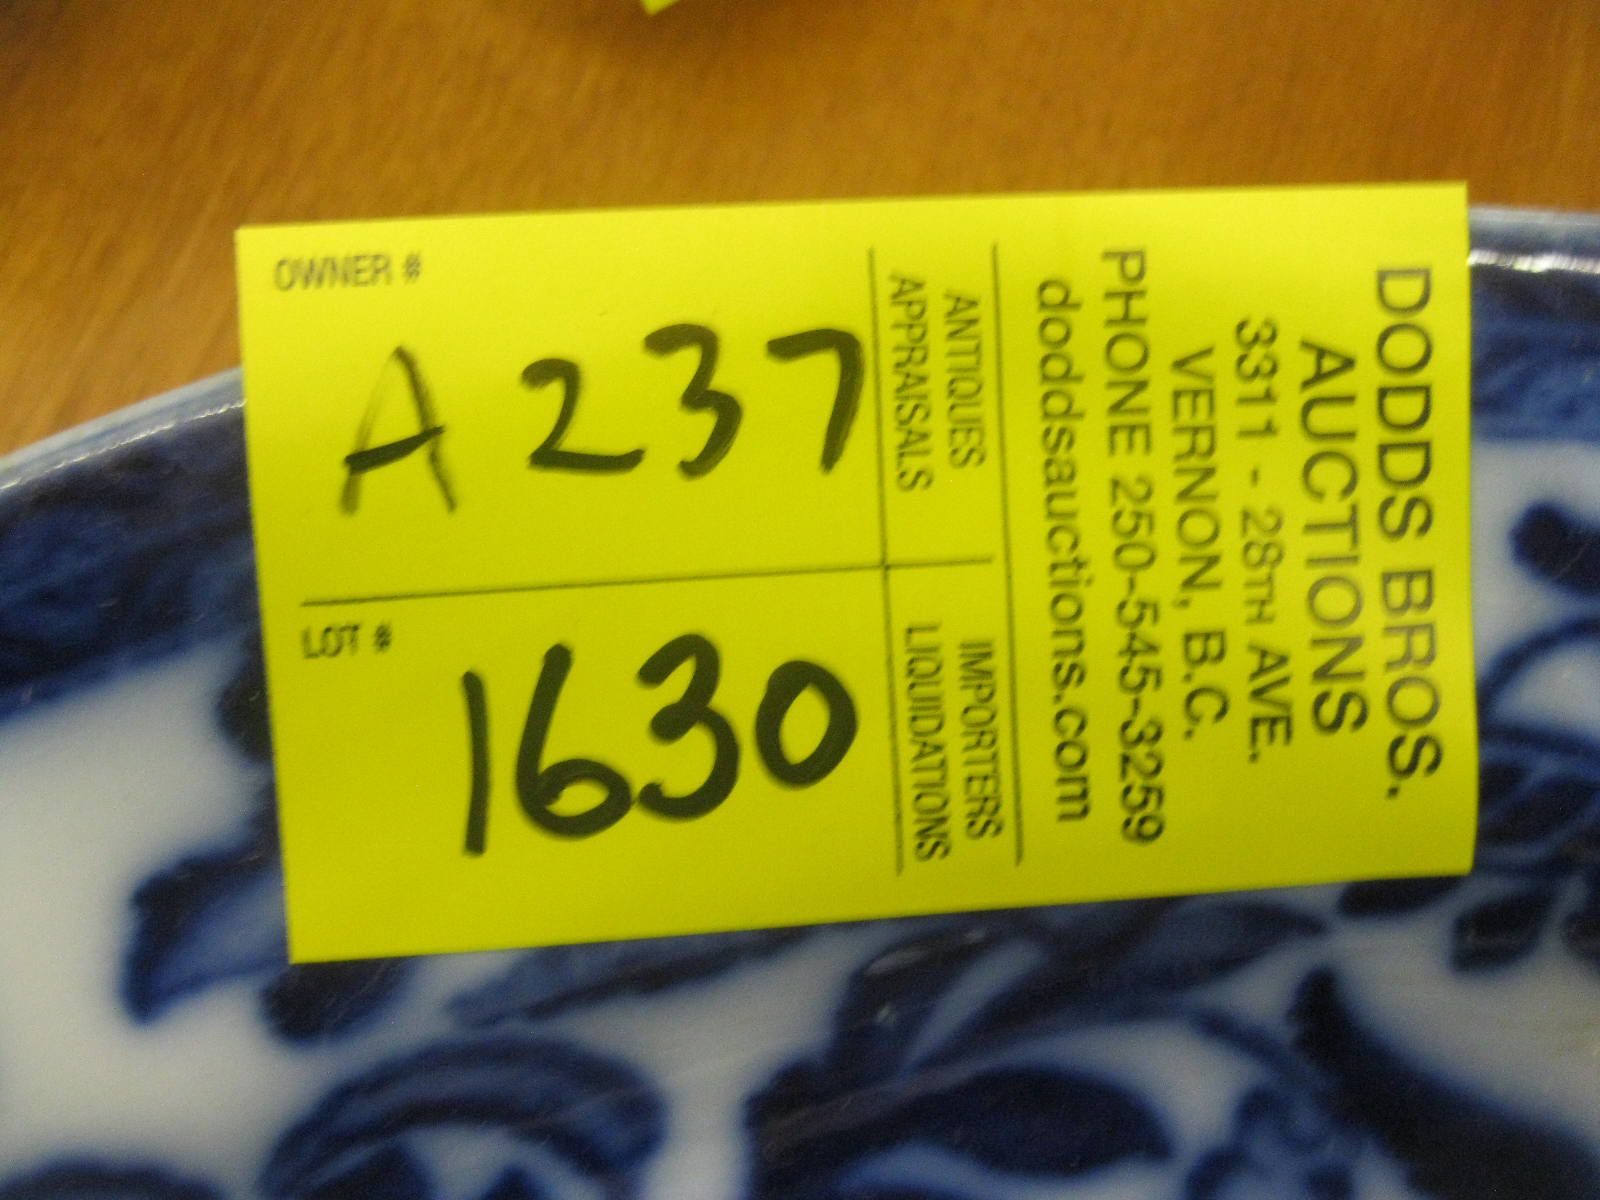 DODDS BROS.
AUCTIONS
3311 - 28TH AVE.
VERNON, B.C.
PHONE 250-545-3259
doddsauctions.com
ANTIQUES
APPRAISALS
IMPORTERS
LIQUIDATIONS
OWNER #
A237
LOT #
1630